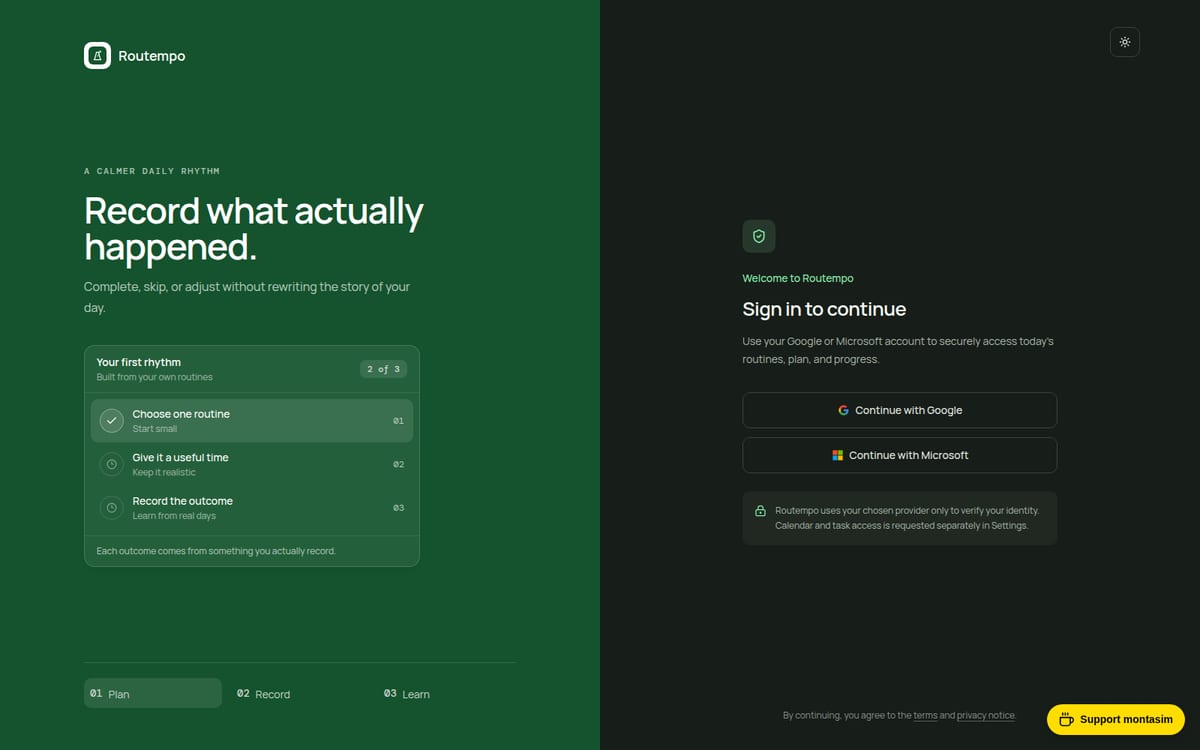 Routempo
A CALMER DAILY RHYTHM
Record what actually
happened.
Complete, skip, or adjust without rewriting the story of your
day.
Your first rhythm
Built from your own routines
2 of 3
Choose one routine
Start small
01
Give it a useful time
Keep it realistic
02
Record the outcome
Learn from real days
03
Each outcome comes from something you actually record.
01 Plan
02 Record
03 Learn
Welcome to Routempo
Sign in to continue
Use your Google or Microsoft account to securely access today's
routines, plan, and progress.
Continue with Google
Continue with Microsoft
Routempo uses your chosen provider only to verify your identity.
Calendar and task access is requested separately in Settings.
By continuing, you agree to the terms and privacy notice.
Support montasim